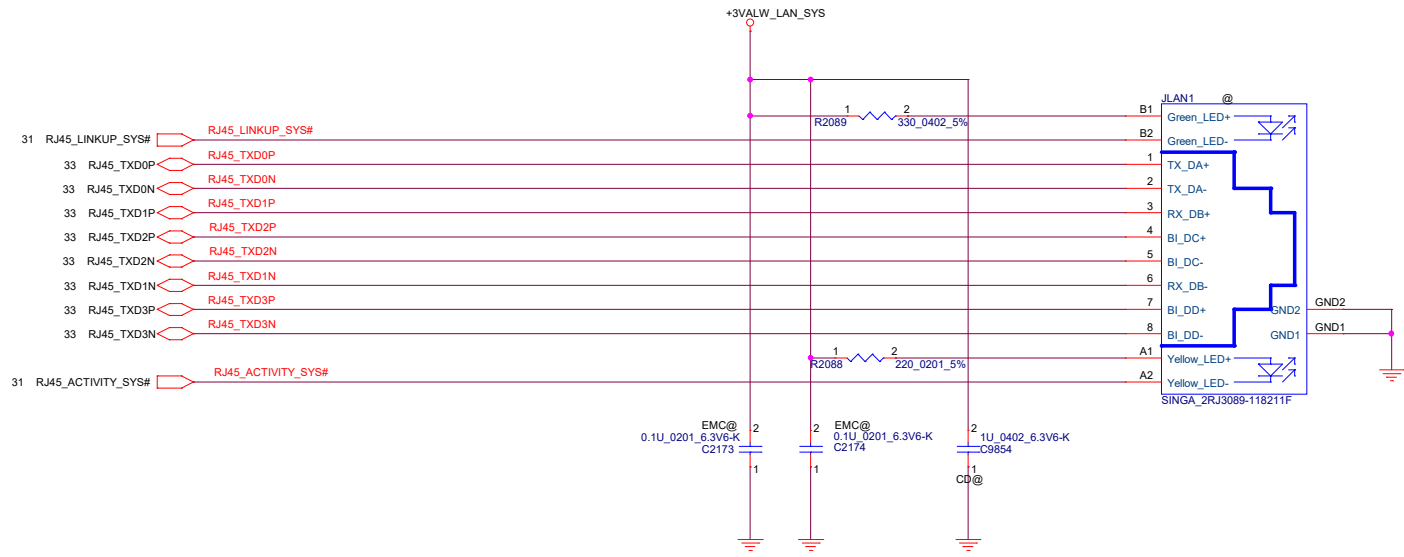 +3VALW_LAN_SYS
JLAN1 @
1 2 B1 Green_LED+
R2089 330_0402_5%
31 RJ45_LINKUP_SYS# RJ45_LINKUP_SYS# B2 Green_LED-
33 RJ45_TXD0P RJ45_TXD0P 1 TX_DA+
33 RJ45_TXD0N RJ45_TXD0N 2 TX_DA-
33 RJ45_TXD1P RJ45_TXD1P 3 RX_DB+
33 RJ45_TXD2P RJ45_TXD2P 4 BI_DC+
33 RJ45_TXD2N RJ45_TXD2N 5 BI_DC-
33 RJ45_TXD1N RJ45_TXD1N 6 RX_DB-
33 RJ45_TXD3P RJ45_TXD3P 7 BI_DD+ GND2 GND2
33 RJ45_TXD3N RJ45_TXD3N 8 BI_DD- GND1 GND1
1 2 A1 Yellow_LED+
R2088 220_0201_5%
31 RJ45_ACTIVITY_SYS# RJ45_ACTIVITY_SYS# A2 Yellow_LED-
SINGA_2RJ3089-118211F
EMC@ 2 EMC@ 2 2
0.1U_0201_6.3V6-K 0.1U_0201_6.3V6-K 1U_0402_6.3V6-K
C2173 C2174 C9854
1 1 1
CD@